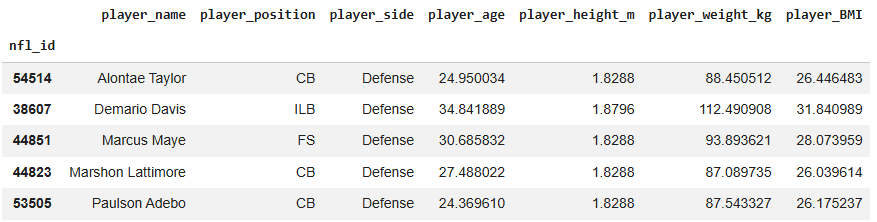 player_name player_position player_side player_age player_height_m player_weight_kg player_BMI
nfl_id
54514 Alontae Taylor CB Defense 24.950034 1.8288 88.450512 26.446483
38607 Demario Davis ILB Defense 34.841889 1.8796 112.490908 31.840989
44851 Marcus Maye FS Defense 30.685832 1.8288 93.893621 28.073959
44823 Marshon Lattimore CB Defense 27.488022 1.8288 87.089735 26.039614
53505 Paulson Adebo CB Defense 24.369610 1.8288 87.543327 26.175237